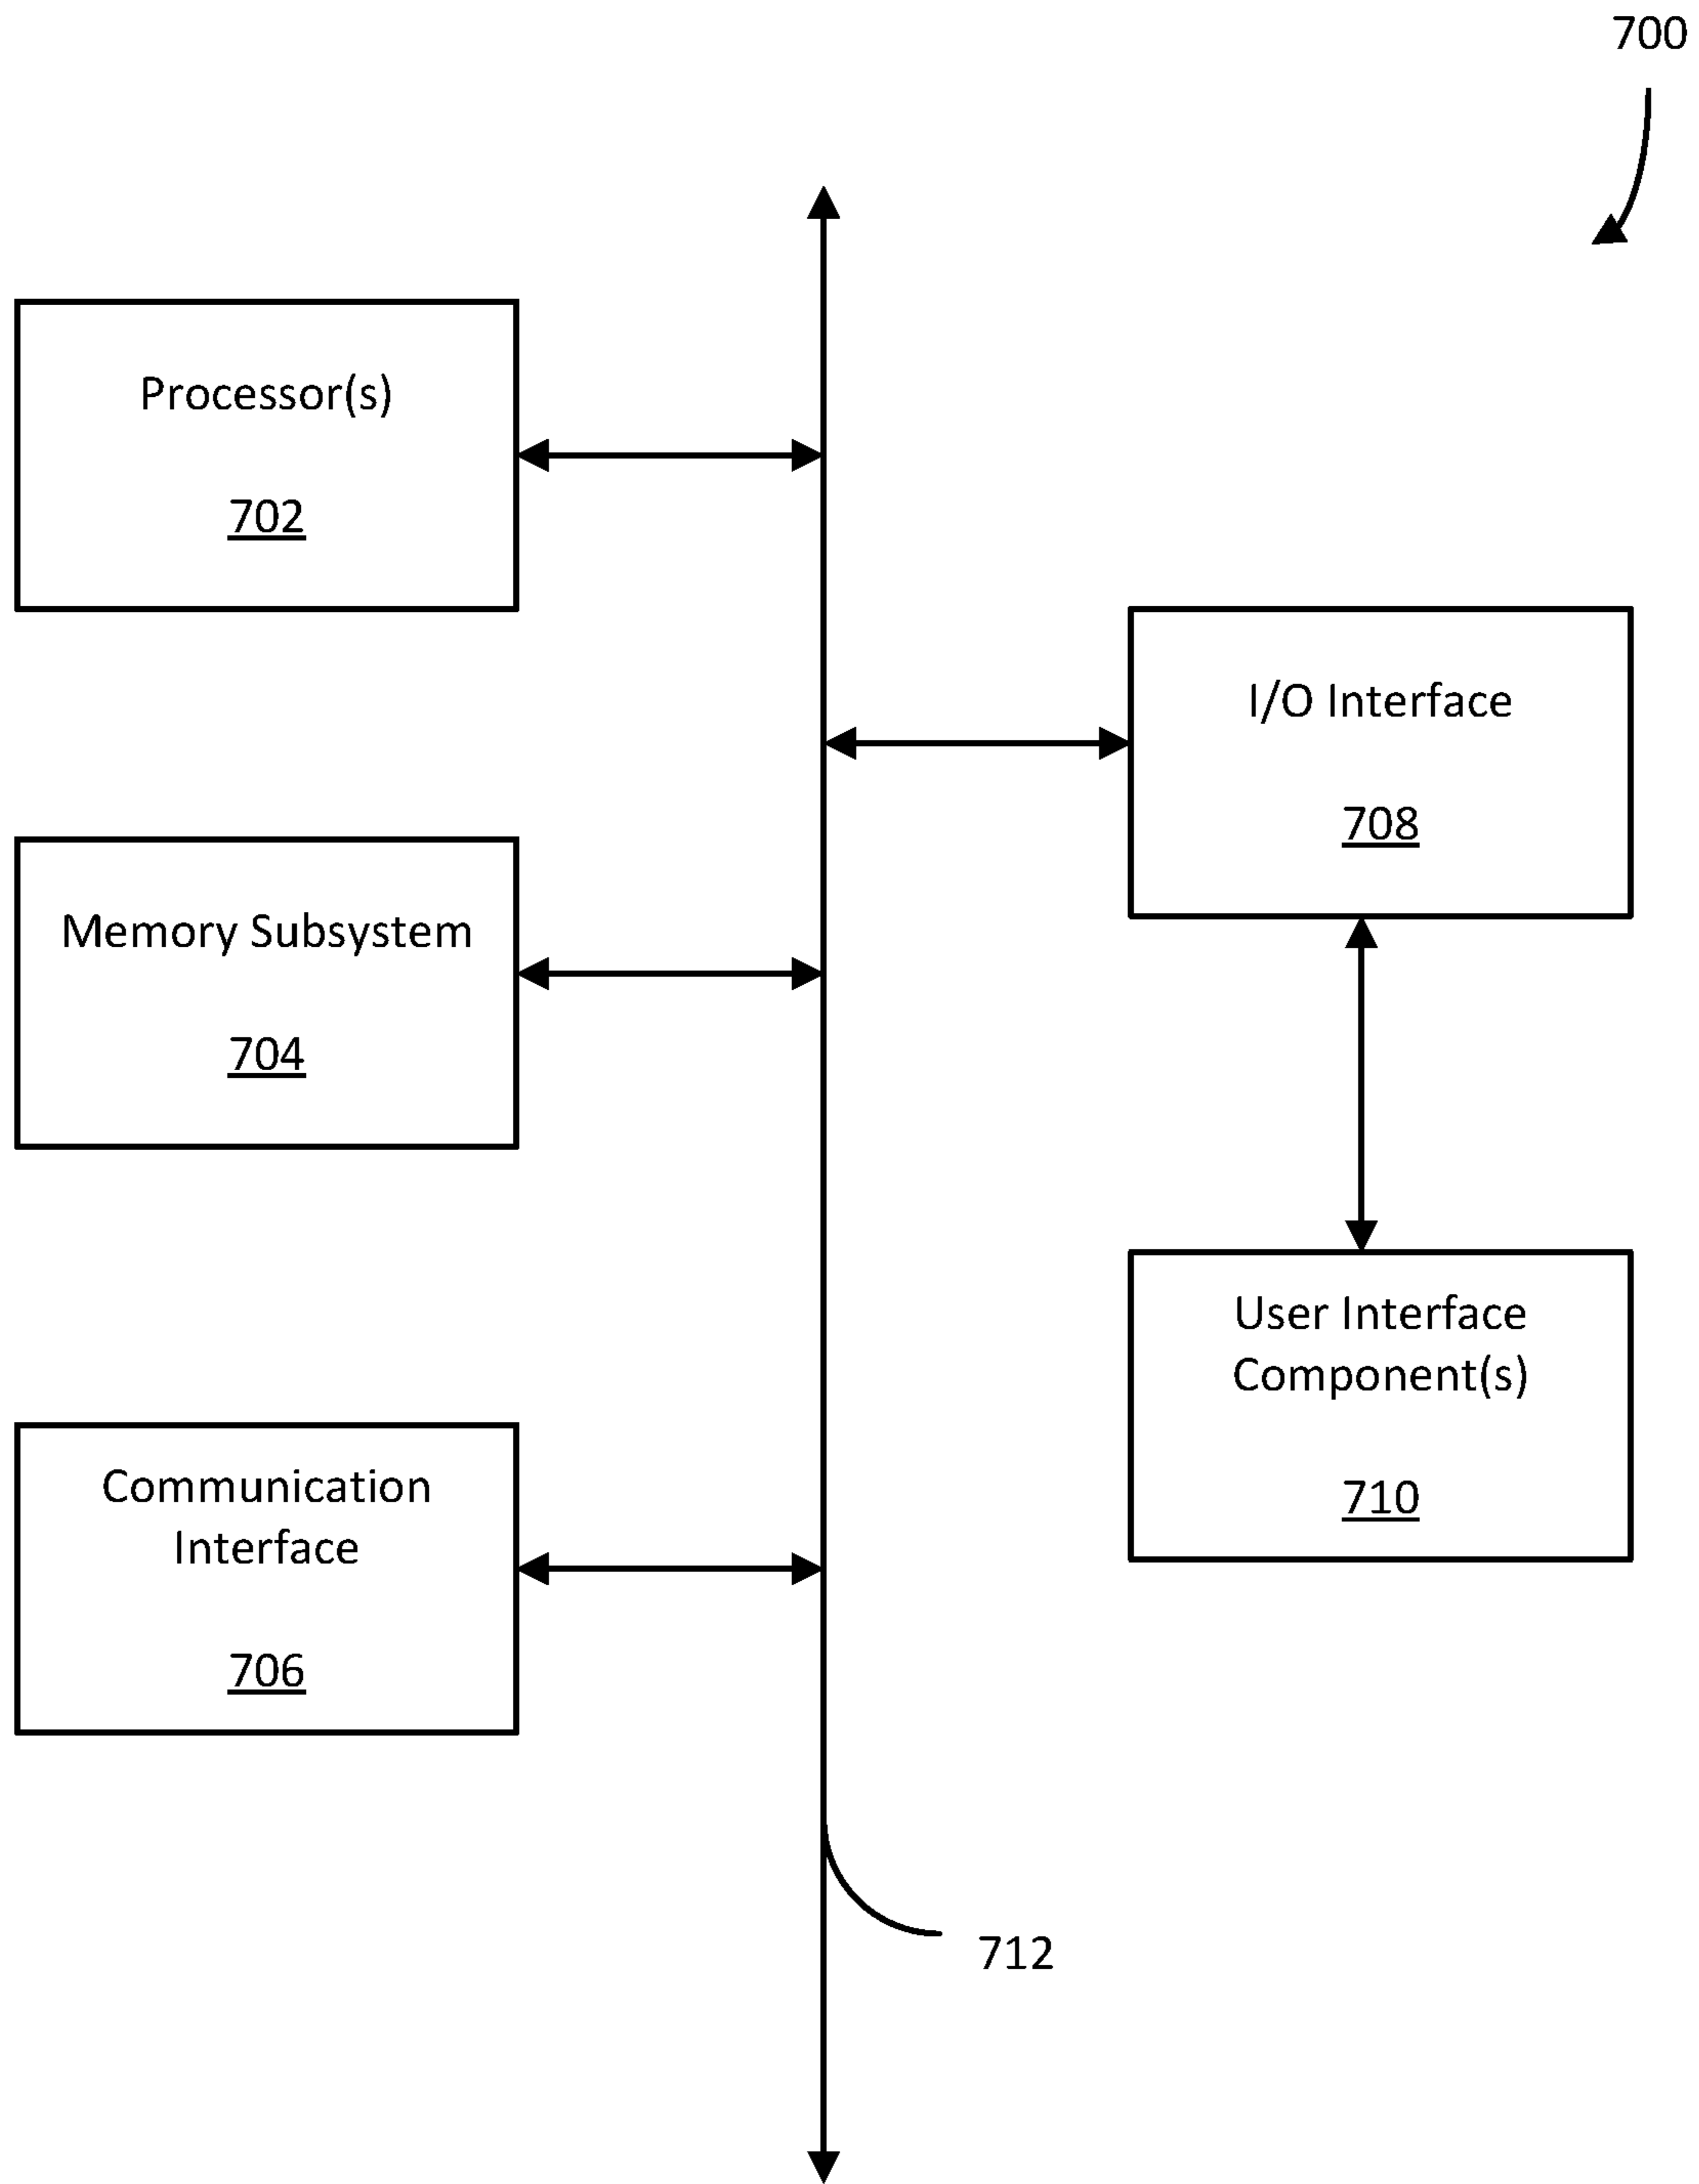 700
Processor(s)
702
I/O Interface
708
Memory Subsystem
704
User Interface
Component(s)
710
Communication
Interface
706
712